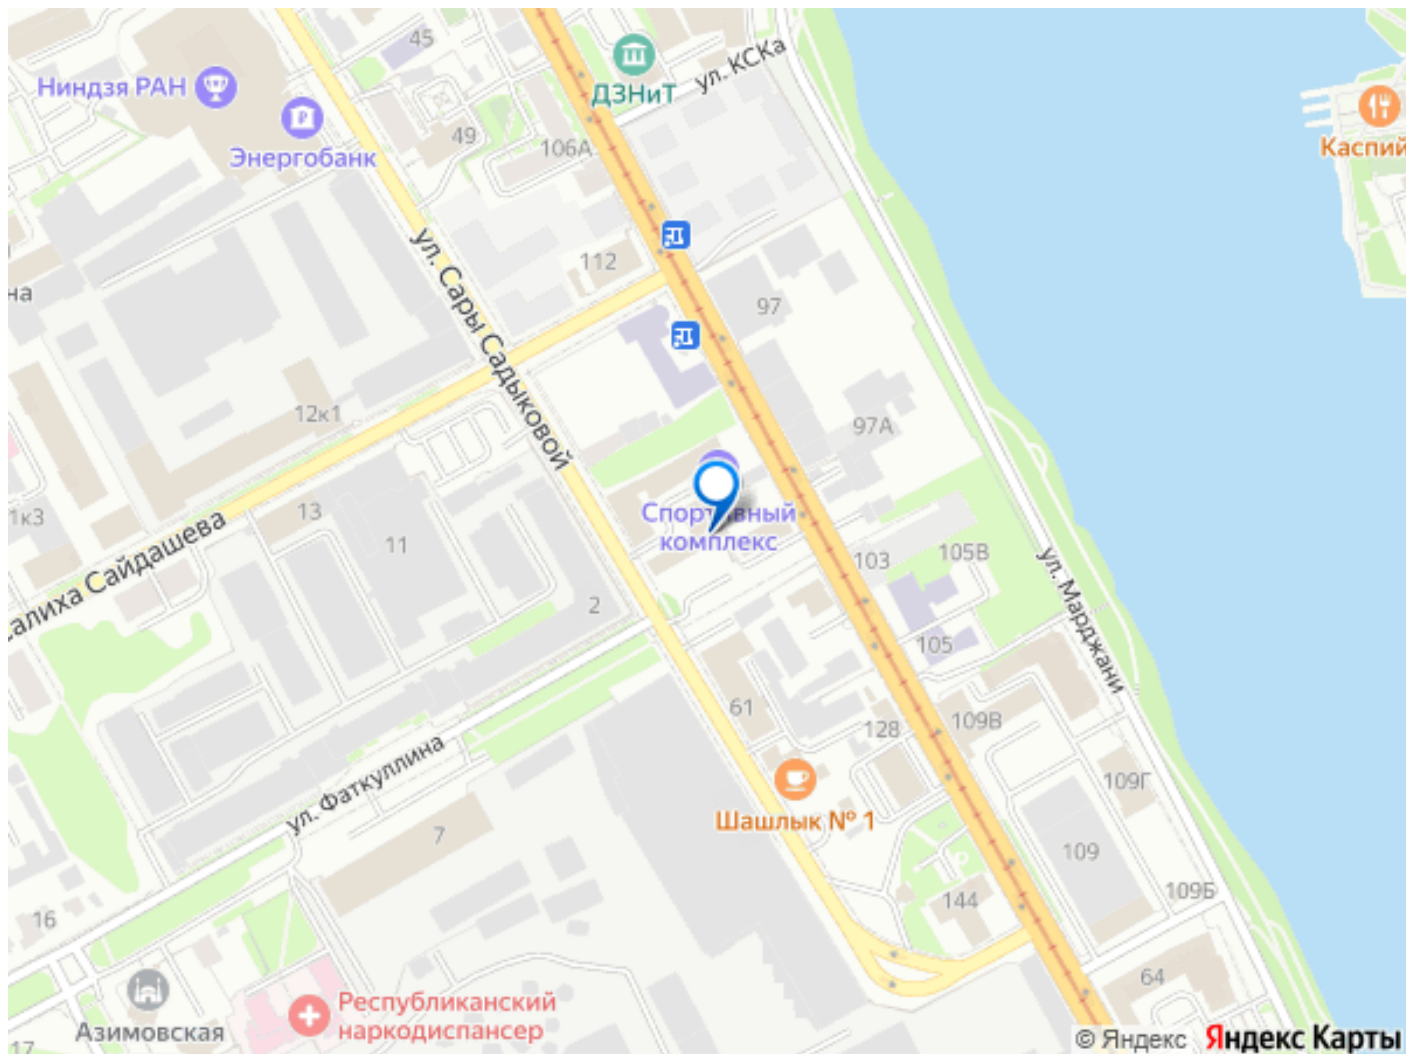 45
Ниндзя РАН
ДЗНиТ
ул. КСКа
Каспий
Энергобанк
49
106А
ул. Сары Садыковой
112
на
97
12к1
97А
1к3
13
Спортивный
комплекс
11
103
105В
алиха Сайдашева
2
105
ул. Марджани
61
128
109В
ул. Фаткуллина
109Г
Шашлык № 1
7
109
Р
144
109Б
16
64
Республиканский
наркодиспансер
Азимовская
17
© Яндекс Яндекс Карты